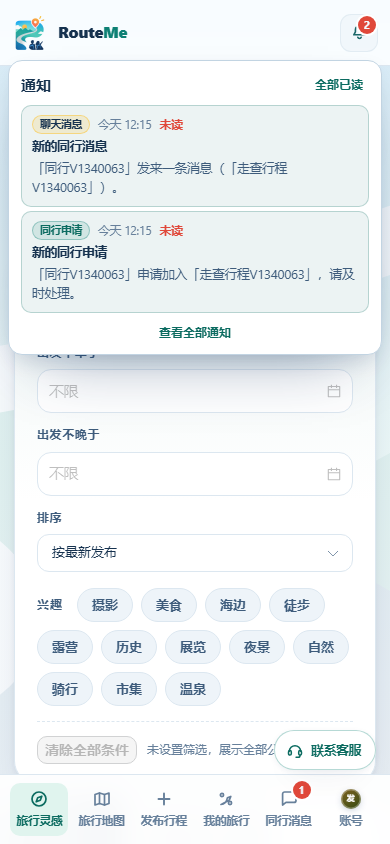 RouteMe
2
通知
全部已读
聊天消息 今天 12:15 未读
新的同行消息
「同行V1340063」发来一条消息（「走查行程
V1340063」）。
同行申请 今天 12:15 未读
新的同行申请
「同行V1340063」申请加入「走查行程V1340063」，请及
时处理。
查看全部通知
不限
出发不晚于
不限
排序
按最新发布
兴趣 摄影 美食 海边 徒步
露营 历史 展览 夜景 自然
骑行 市集 温泉
清除全部条件 未设置筛选，展示全部公
联系客服
1
旅行灵感 旅行地图 发布行程 我的旅行 同行消息 账号